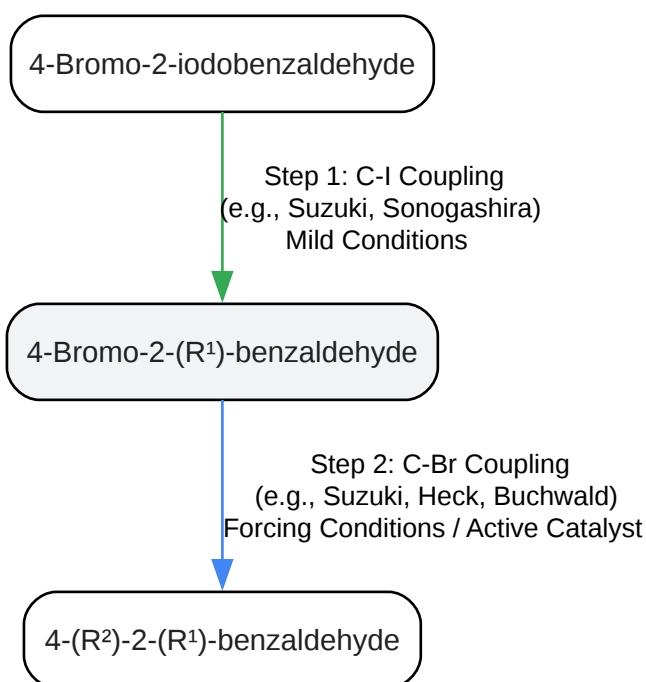 4-Bromo-2-iodobenzaldehyde
Step 1: C-I Coupling
(e.g., Suzuki, Sonogashira)
Mild Conditions
4-Bromo-2-(R¹)-benzaldehyde
Step 2: C-Br Coupling
(e.g., Suzuki, Heck, Buchwald)
Forcing Conditions / Active Catalyst
4-(R²)-2-(R¹)-benzaldehyde